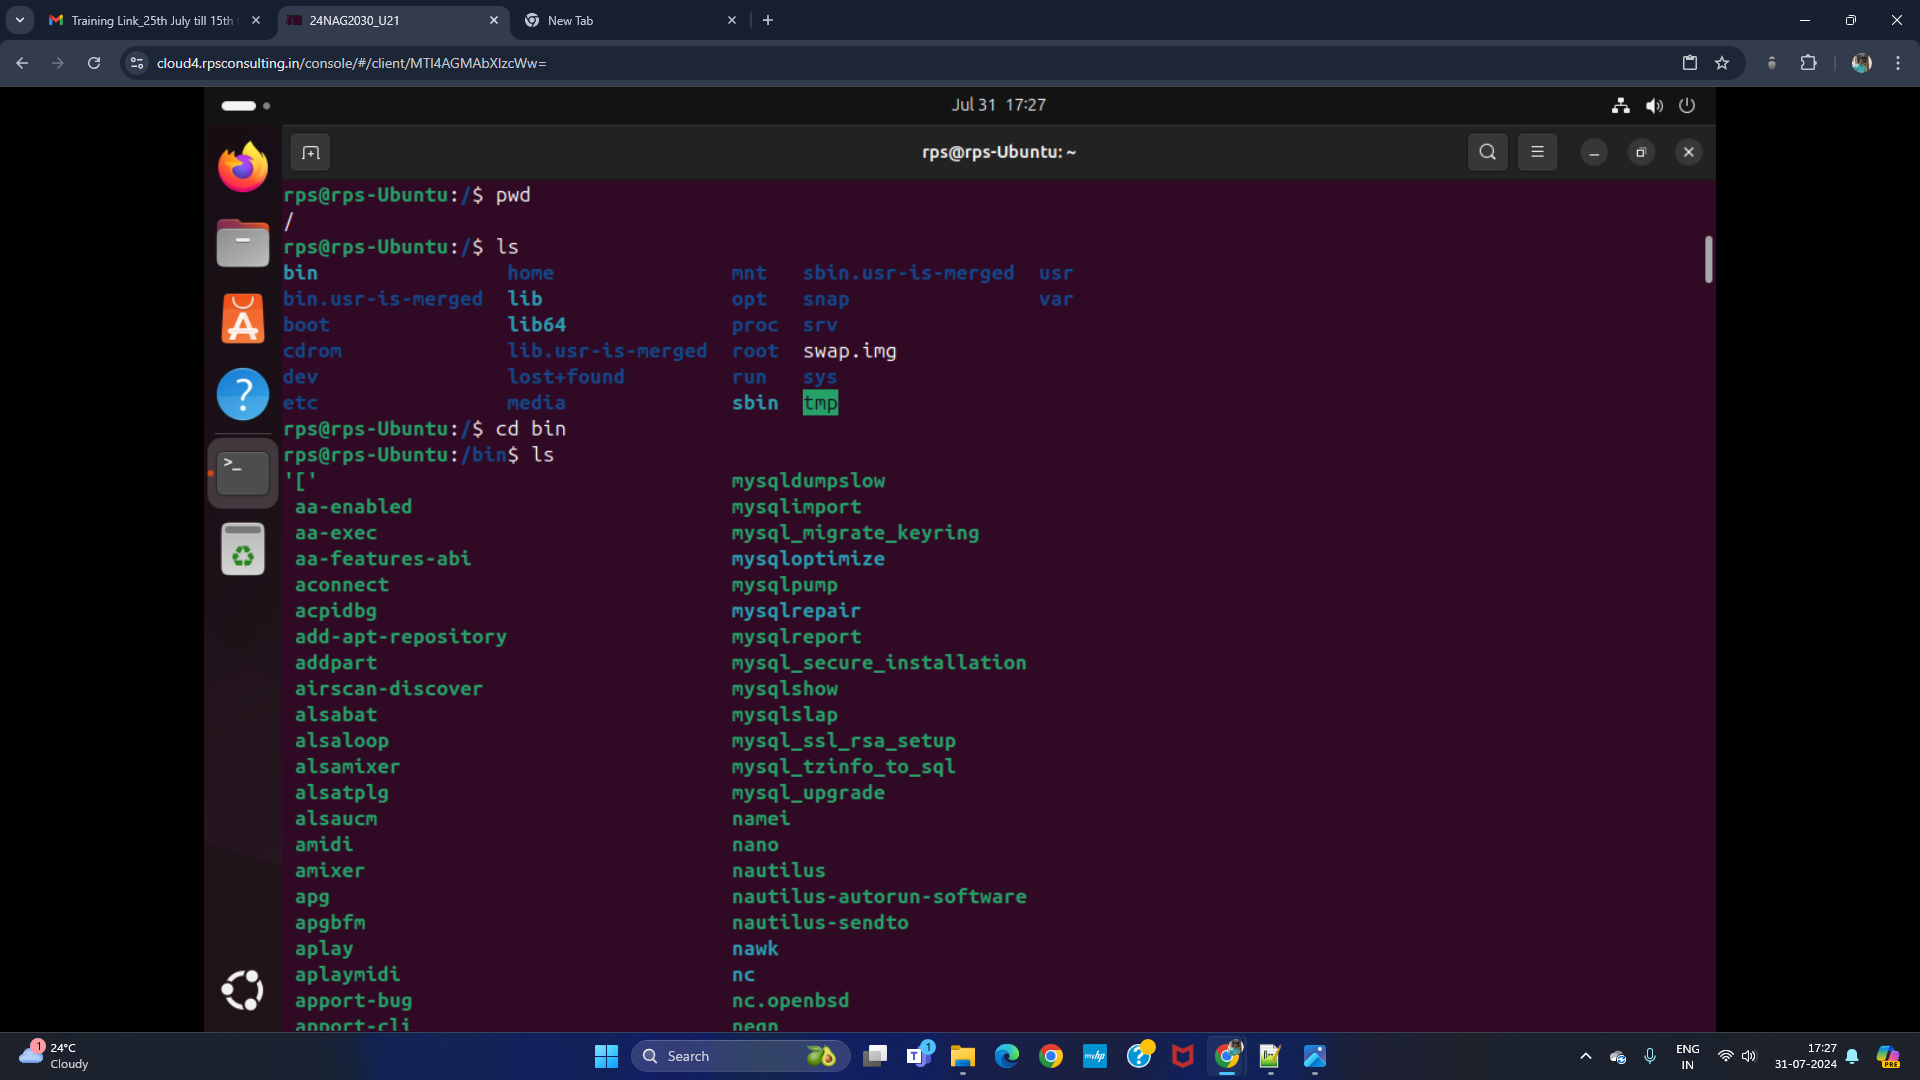 Training Link_25th July till 15th
24NAG2030_U21
New Tab
cloud4.rpsconsulting.in/console/#/client/MTI4AGMAbXlzcWw=
Jul 31 17:27
rps@rps-Ubuntu: ~
rps@rps-Ubuntu:/$ pwd
/
rps@rps-Ubuntu:/$ ls
bin home mnt sbin.usr-is-merged usr
bin.usr-is-merged lib opt snap var
boot lib64 proc srv
cdrom lib.usr-is-merged root swap.img
dev lost+found run sys
etc media sbin tmp
rps@rps-Ubuntu:/$ cd bin
rps@rps-Ubuntu:/bin$ ls
'[' mysqldumpslow
aa-enabled mysqlimport
aa-exec mysql_migrate_keyring
aa-features-abi mysqloptimize
aconnect mysqlpump
acpidbg mysqlrepair
add-apt-repository mysqlreport
addpart mysql_secure_installation
airscan-discover mysqlshow
alsabat mysqlslap
alsaloop mysql_ssl_rsa_setup
alsamixer mysql_tzinfo_to_sql
alsatplg mysql_upgrade
alsaucm namei
amidi nano
amixer nautilus
apg nautilus-autorun-software
apgbfm nautilus-sendto
aplay nawk
aplaymidi nc
apport-bug nc.openbsd
apport-cli neqn
1
24°C
Cloudy
Search
1
ENG
IN
17:27
31-07-2024